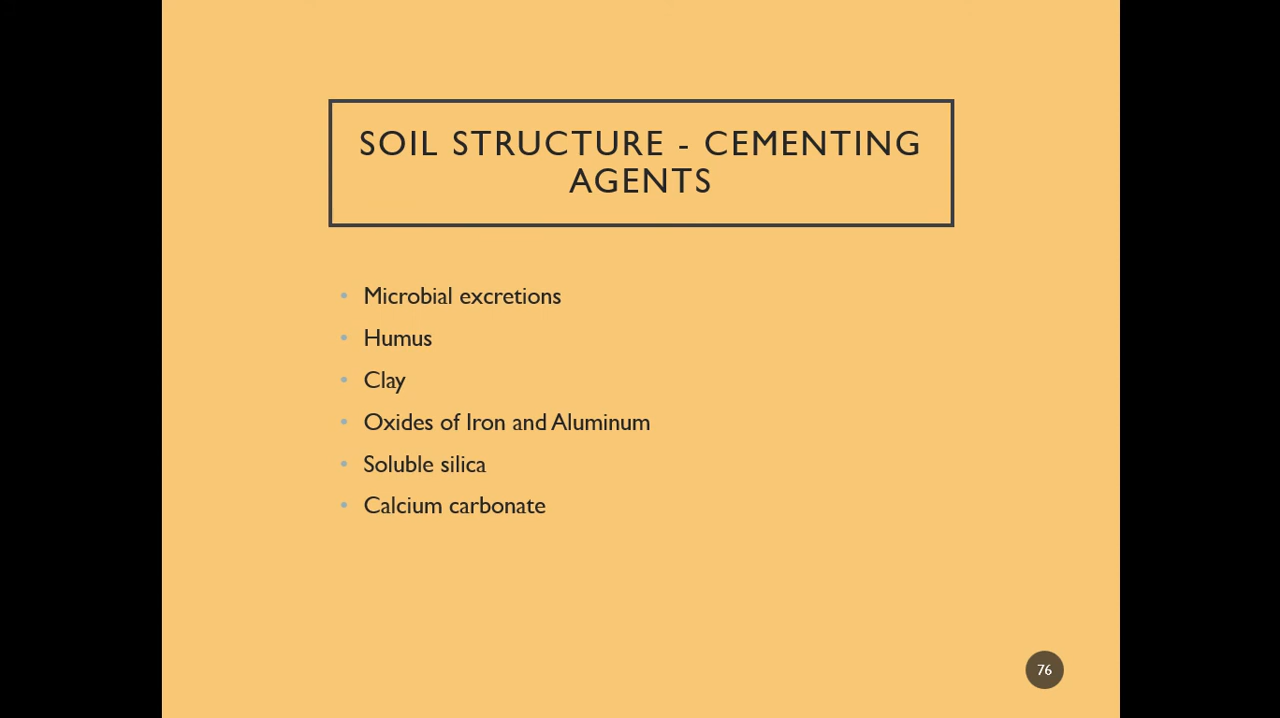 SOIL STRUCTURE - CEMENTING
AGENTS
• Microbial excretions
• Humus
• Clay
• Oxides of Iron and Aluminum
• Soluble silica
• Calcium carbonate
76